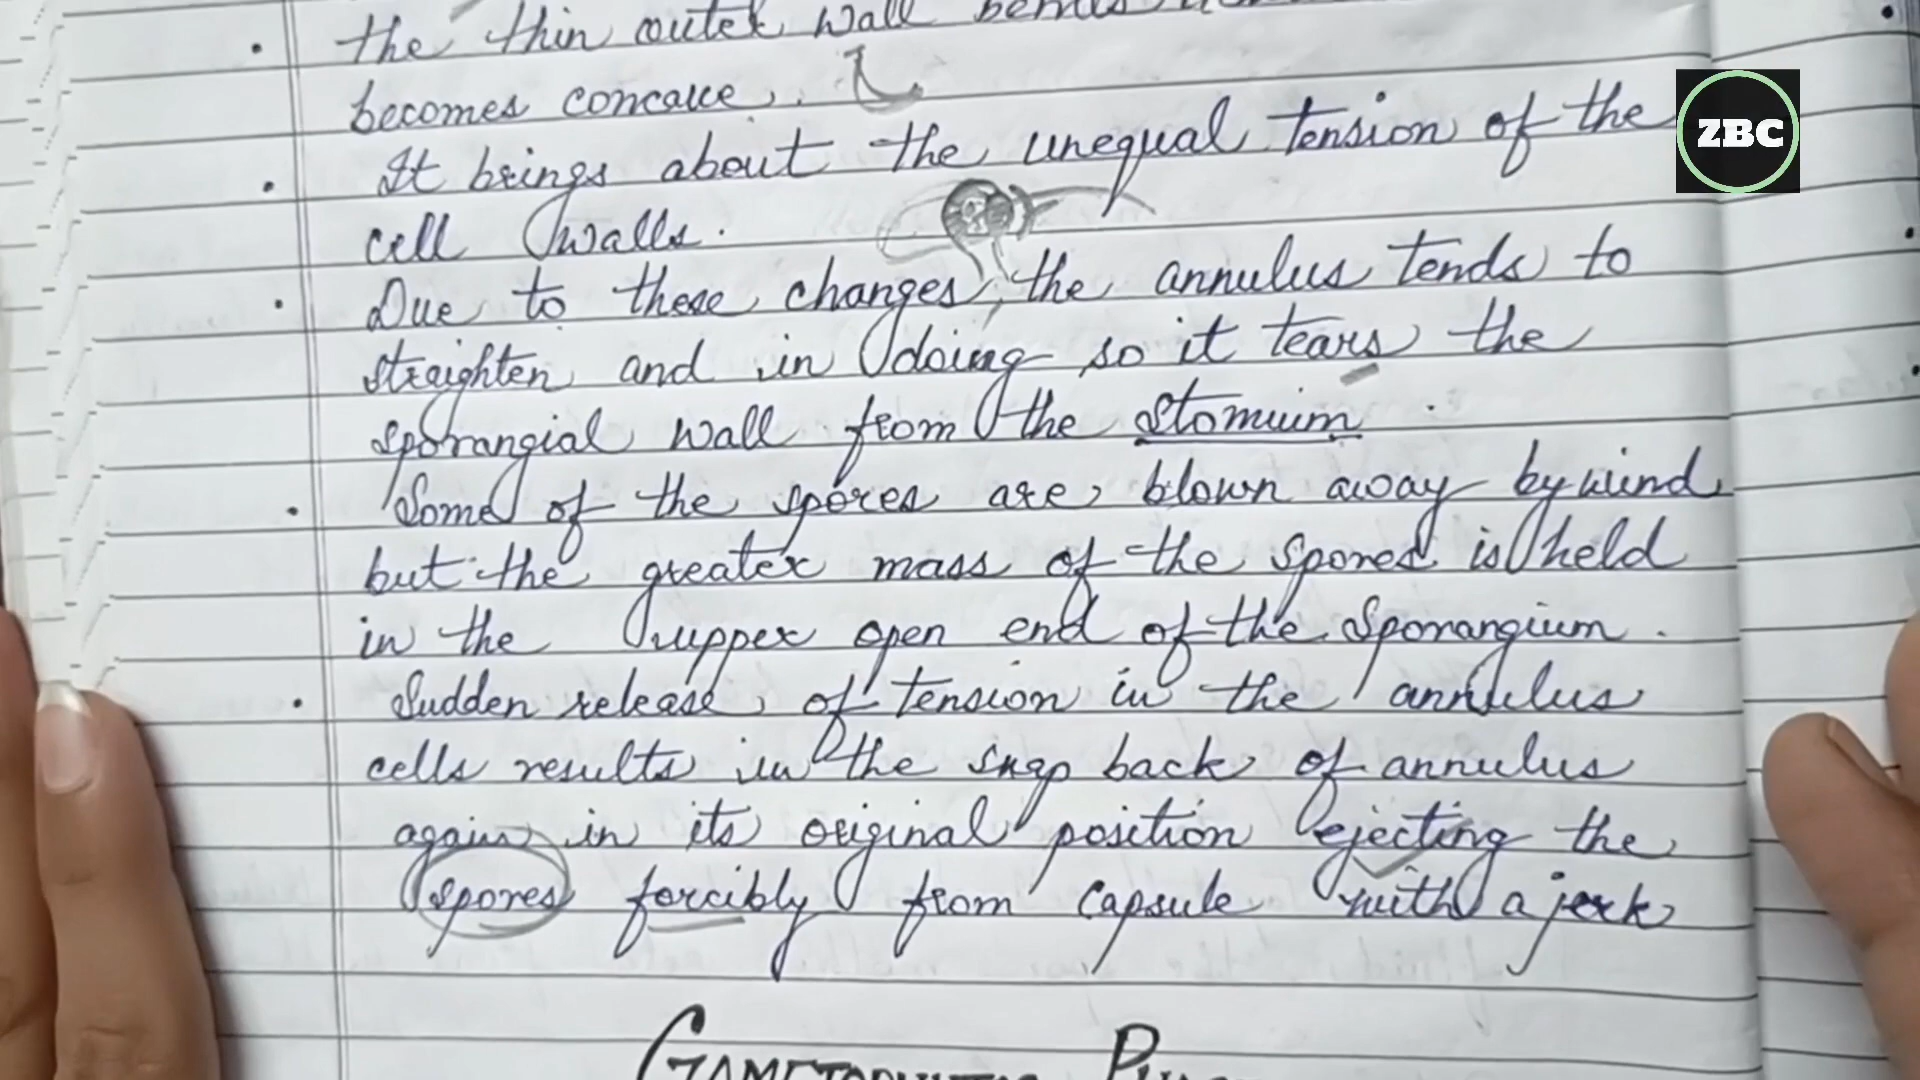 the thin outer wall bends
becomes concave.
It brings about the unequal tension of the
ZBC
cell walls.
Due to these changes, the annulus tends to
straighten and in doing so it tears the
sporangial wall from the stomium
Some of the spores are blown away by wind
but the greater mass of the spores is held
in the upper open end of the Sporangium.
Sudden release of tension in the annulus
cells results in the snap back of annulus
again in its original position ejecting the
spores forcibly from capsule with a jerk